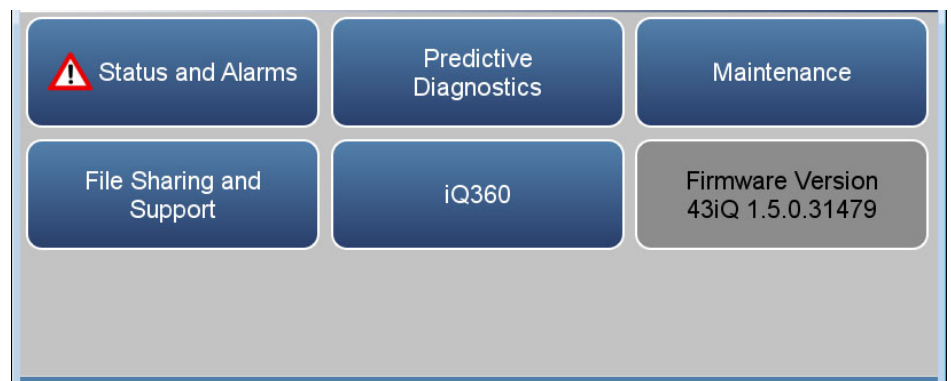 Status and Alarms
Predictive
Diagnostics
Maintenance
File Sharing and
Support
iQ360
Firmware Version
43iQ 1.5.0.31479